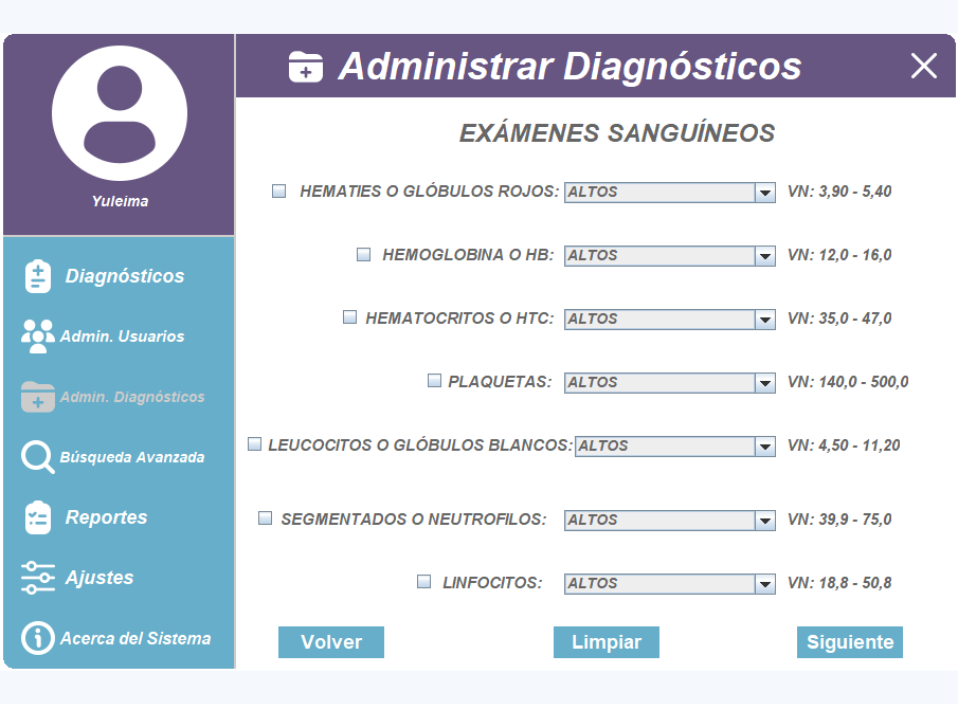 Administrar Diagnósticos
Yuleima
Diagnósticos
Admin. Usuarios
Admin. Diagnósticos
Búsqueda Avanzada
Reportes
Ajustes
Acerca del Sistema
EXÁMENES SANGUÍNEOS
HEMATIES O GLÓBULOS ROJOS: ALTOS VN: 3,90 - 5,40
HEMOGLOBINA O HB: ALTOS VN: 12,0 - 16,0
HEMATOCRITOS O HTC: ALTOS VN: 35,0 - 47,0
PLAQUETAS: ALTOS VN: 140,0 - 500,0
LEUCOCITOS O GLÓBULOS BLANCOS: ALTOS VN: 4,50 - 11,20
SEGMENTADOS O NEUTROFILOS: ALTOS VN: 39,9 - 75,0
LINFOCITOS: ALTOS VN: 18,8 - 50,8
Volver Limpiar Siguiente